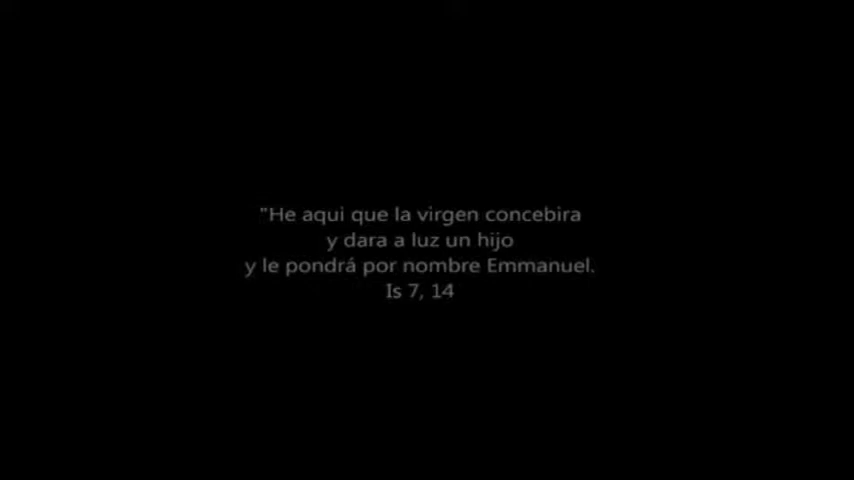 "He aqui que la virgen concebira
y dara a luz un hijo
y le pondrá por nombre Emmanuel.
Is 7, 14